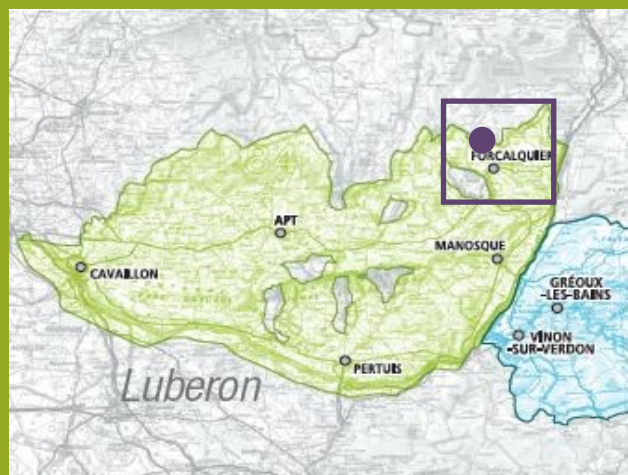 FORCALQUIER
APT
MANOSQUE
CAVAILLON
GRÉOUX
-LES-BAINS
VINON
-SUR-VERDON
PERTUIS
Luberon